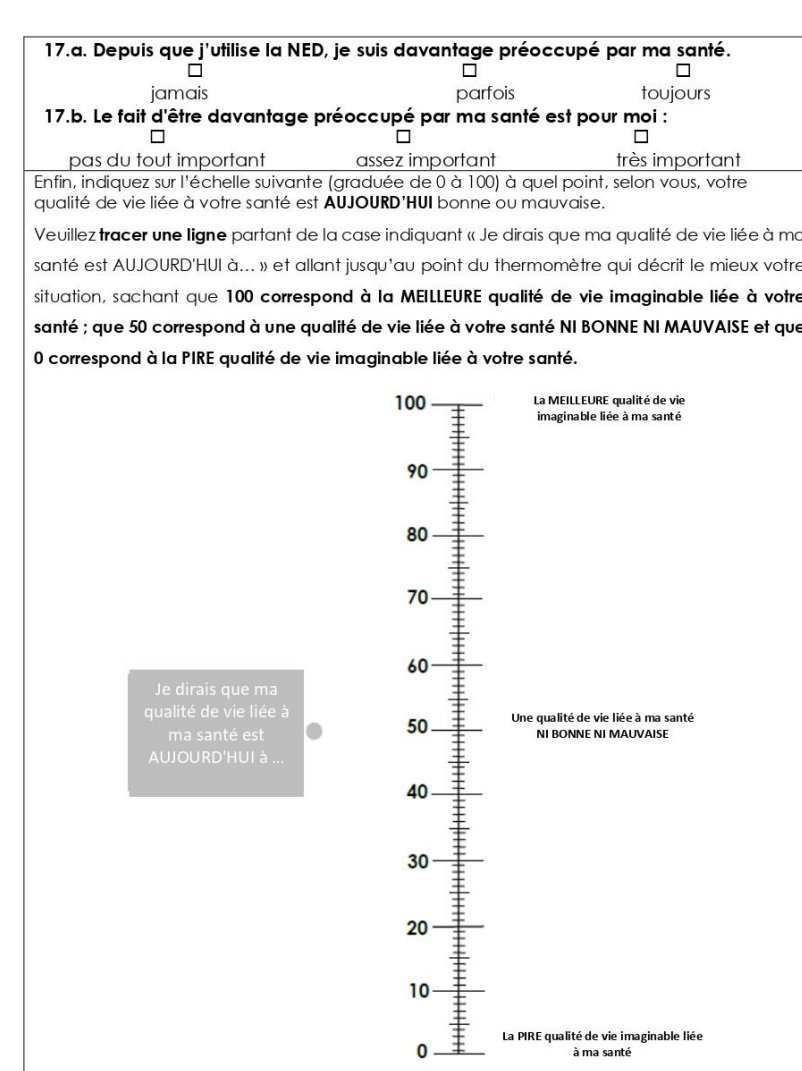 17.a. Depuis que j'utilise la NED, je suis davantage préoccupé par ma santé.
☐ ☐ ☐
jamais parfois toujours
17.b. Le fait d'être davantage préoccupé par ma santé est pour moi :
☐ ☐ ☐
pas du tout important assez important très important
Enfin, indiquez sur l'échelle suivante (graduée de 0 à 100) à quel point, selon vous, votre
qualité de vie liée à votre santé est AUJOURD'HUI bonne ou mauvaise.
Veuillez tracer une ligne partant de la case indiquant « Je dirais que ma qualité de vie liée à ma
santé est AUJOURD'HUI à… » et allant jusqu'au point du thermomètre qui décrit le mieux votre
situation, sachant que 100 correspond à la MEILLEURE qualité de vie imaginable liée à votre
santé ; que 50 correspond à une qualité de vie liée à votre santé NI BONNE NI MAUVAISE et que
0 correspond à la PIRE qualité de vie imaginable liée à votre santé.
100
La MEILLEURE qualité de vie
imaginable liée à ma santé
90
80
70
60
Je dirais que ma
qualité de vie liée à
ma santé est
AUJOURD'HUI à ...
50
Une qualité de vie liée à ma santé
NI BONNE NI MAUVAISE
40
30
20
10
0
La PIRE qualité de vie imaginable liée
à ma santé